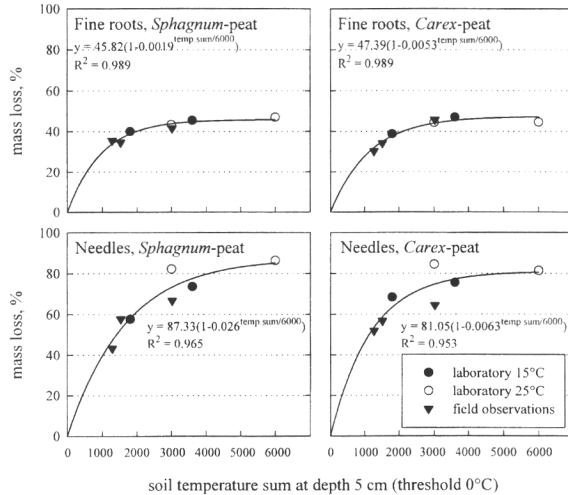 Fine roots, Sphagnum-peat
y = 45.82(1-0.0019^temp sum/6000)
R² = 0.989
Fine roots, Carex-peat
y = 47.39(1-0.0053^temp sum/6000)
R² = 0.989
mass loss, %
100
80
60
40
20
0
Needles, Sphagnum-peat
y = 87.33(1-0.026^temp sum/6000)
R² = 0.965
Needles, Carex-peat
y = 81.05(1-0.0063^temp sum/6000)
R² = 0.953
laboratory 15°C
laboratory 25°C
field observations
mass loss, %
100
80
60
40
20
0
0 1000 2000 3000 4000 5000 6000
0 1000 2000 3000 4000 5000 6000
soil temperature sum at depth 5 cm (threshold 0°C)